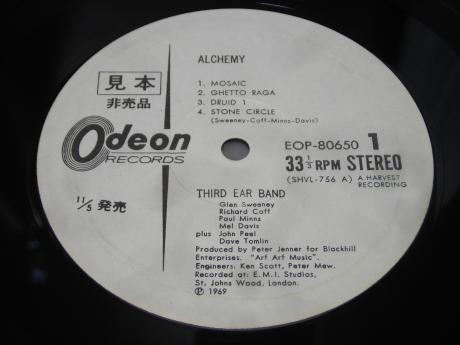 ALCHEMY
見本
非売品
1. MOSAIC
2. GHETTO RAGA
3. DRUID 1
4. STONE CIRCLE
(Sweeney-Coff-Minns-Davis)
Odeon
RECORDS
EOP-80650 1
33 1/3 RPM STEREO
(SHVL-756 A) A HARVEST
RECORDING
11/5 発売
THIRD EAR BAND
Glen Sweeney
Richard Coff
Paul Minns
Mel Davis
plus John Peel
Dave Tomlin
Produced by Peter Jenner for Blackhill
Enterprises. "Arf Arf Music".
Engineers: Ken Scott, Peter Mew.
Recorded at: E.M.I. Studios,
St, Johns Wood, London.
Ⓟ 1969